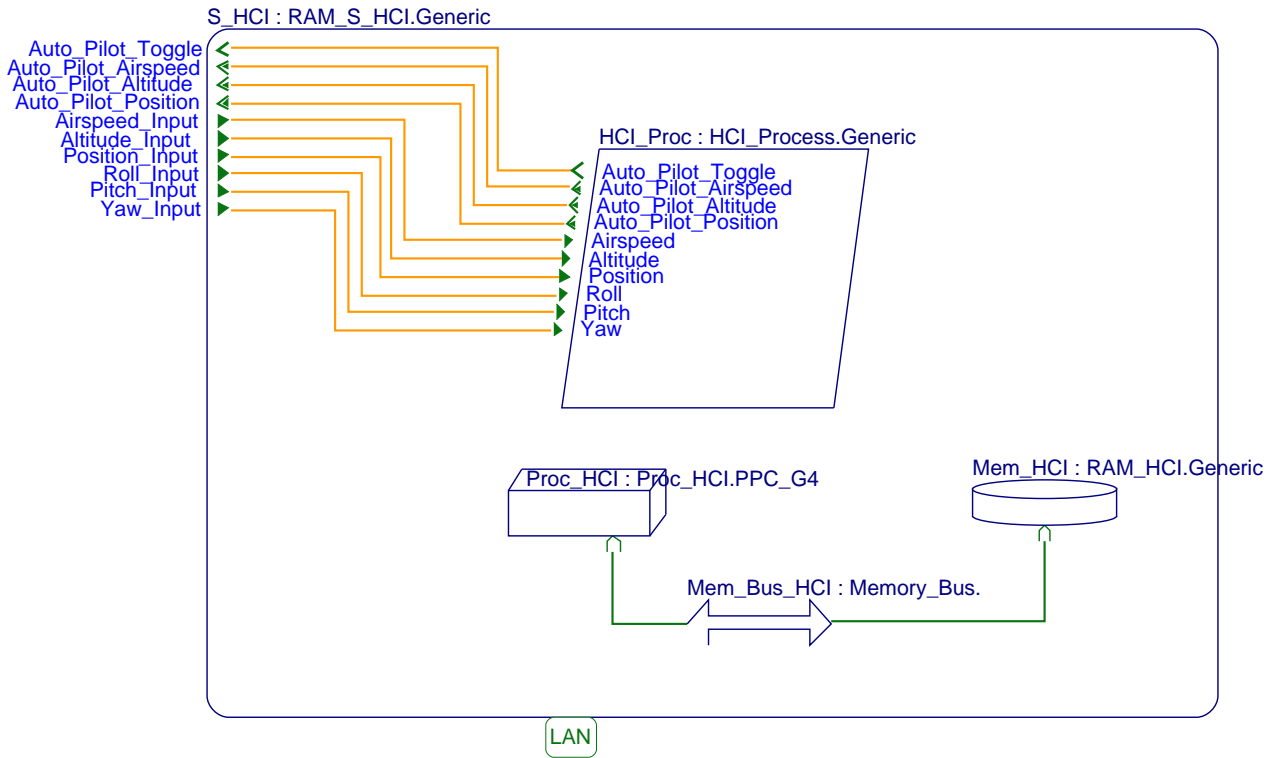 S_HCI : RAM_S_HCI.Generic
Auto_Pilot_Toggle
Auto_Pilot_Airspeed
Auto_Pilot_Altitude
Auto_Pilot_Position
Airspeed_Input
Altitude_Input
Position_Input
Roll_Input
Pitch_Input
Yaw_Input
HCI_Proc : HCI_Process.Generic
Auto_Pilot_Toggle
Auto_Pilot_Airspeed
Auto_Pilot_Altitude
Auto_Pilot_Position
Airspeed
Altitude
Position
Roll
Pitch
Yaw
Proc_HCI : Proc_HCI.PPC_G4
Mem_HCI : RAM_HCI.Generic
Mem_Bus_HCI : Memory_Bus.
LAN